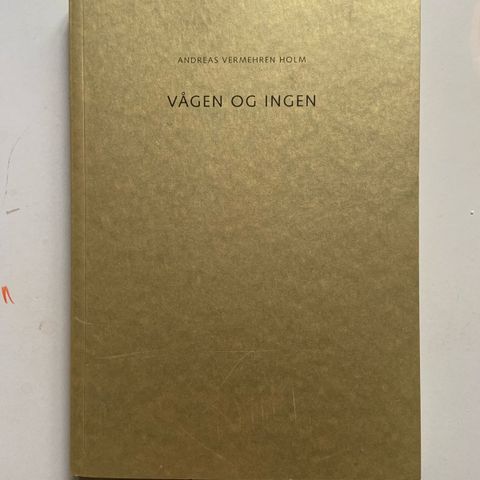 ANDREAS VERMEHREN HOLM
VÅGEN OG INGEN